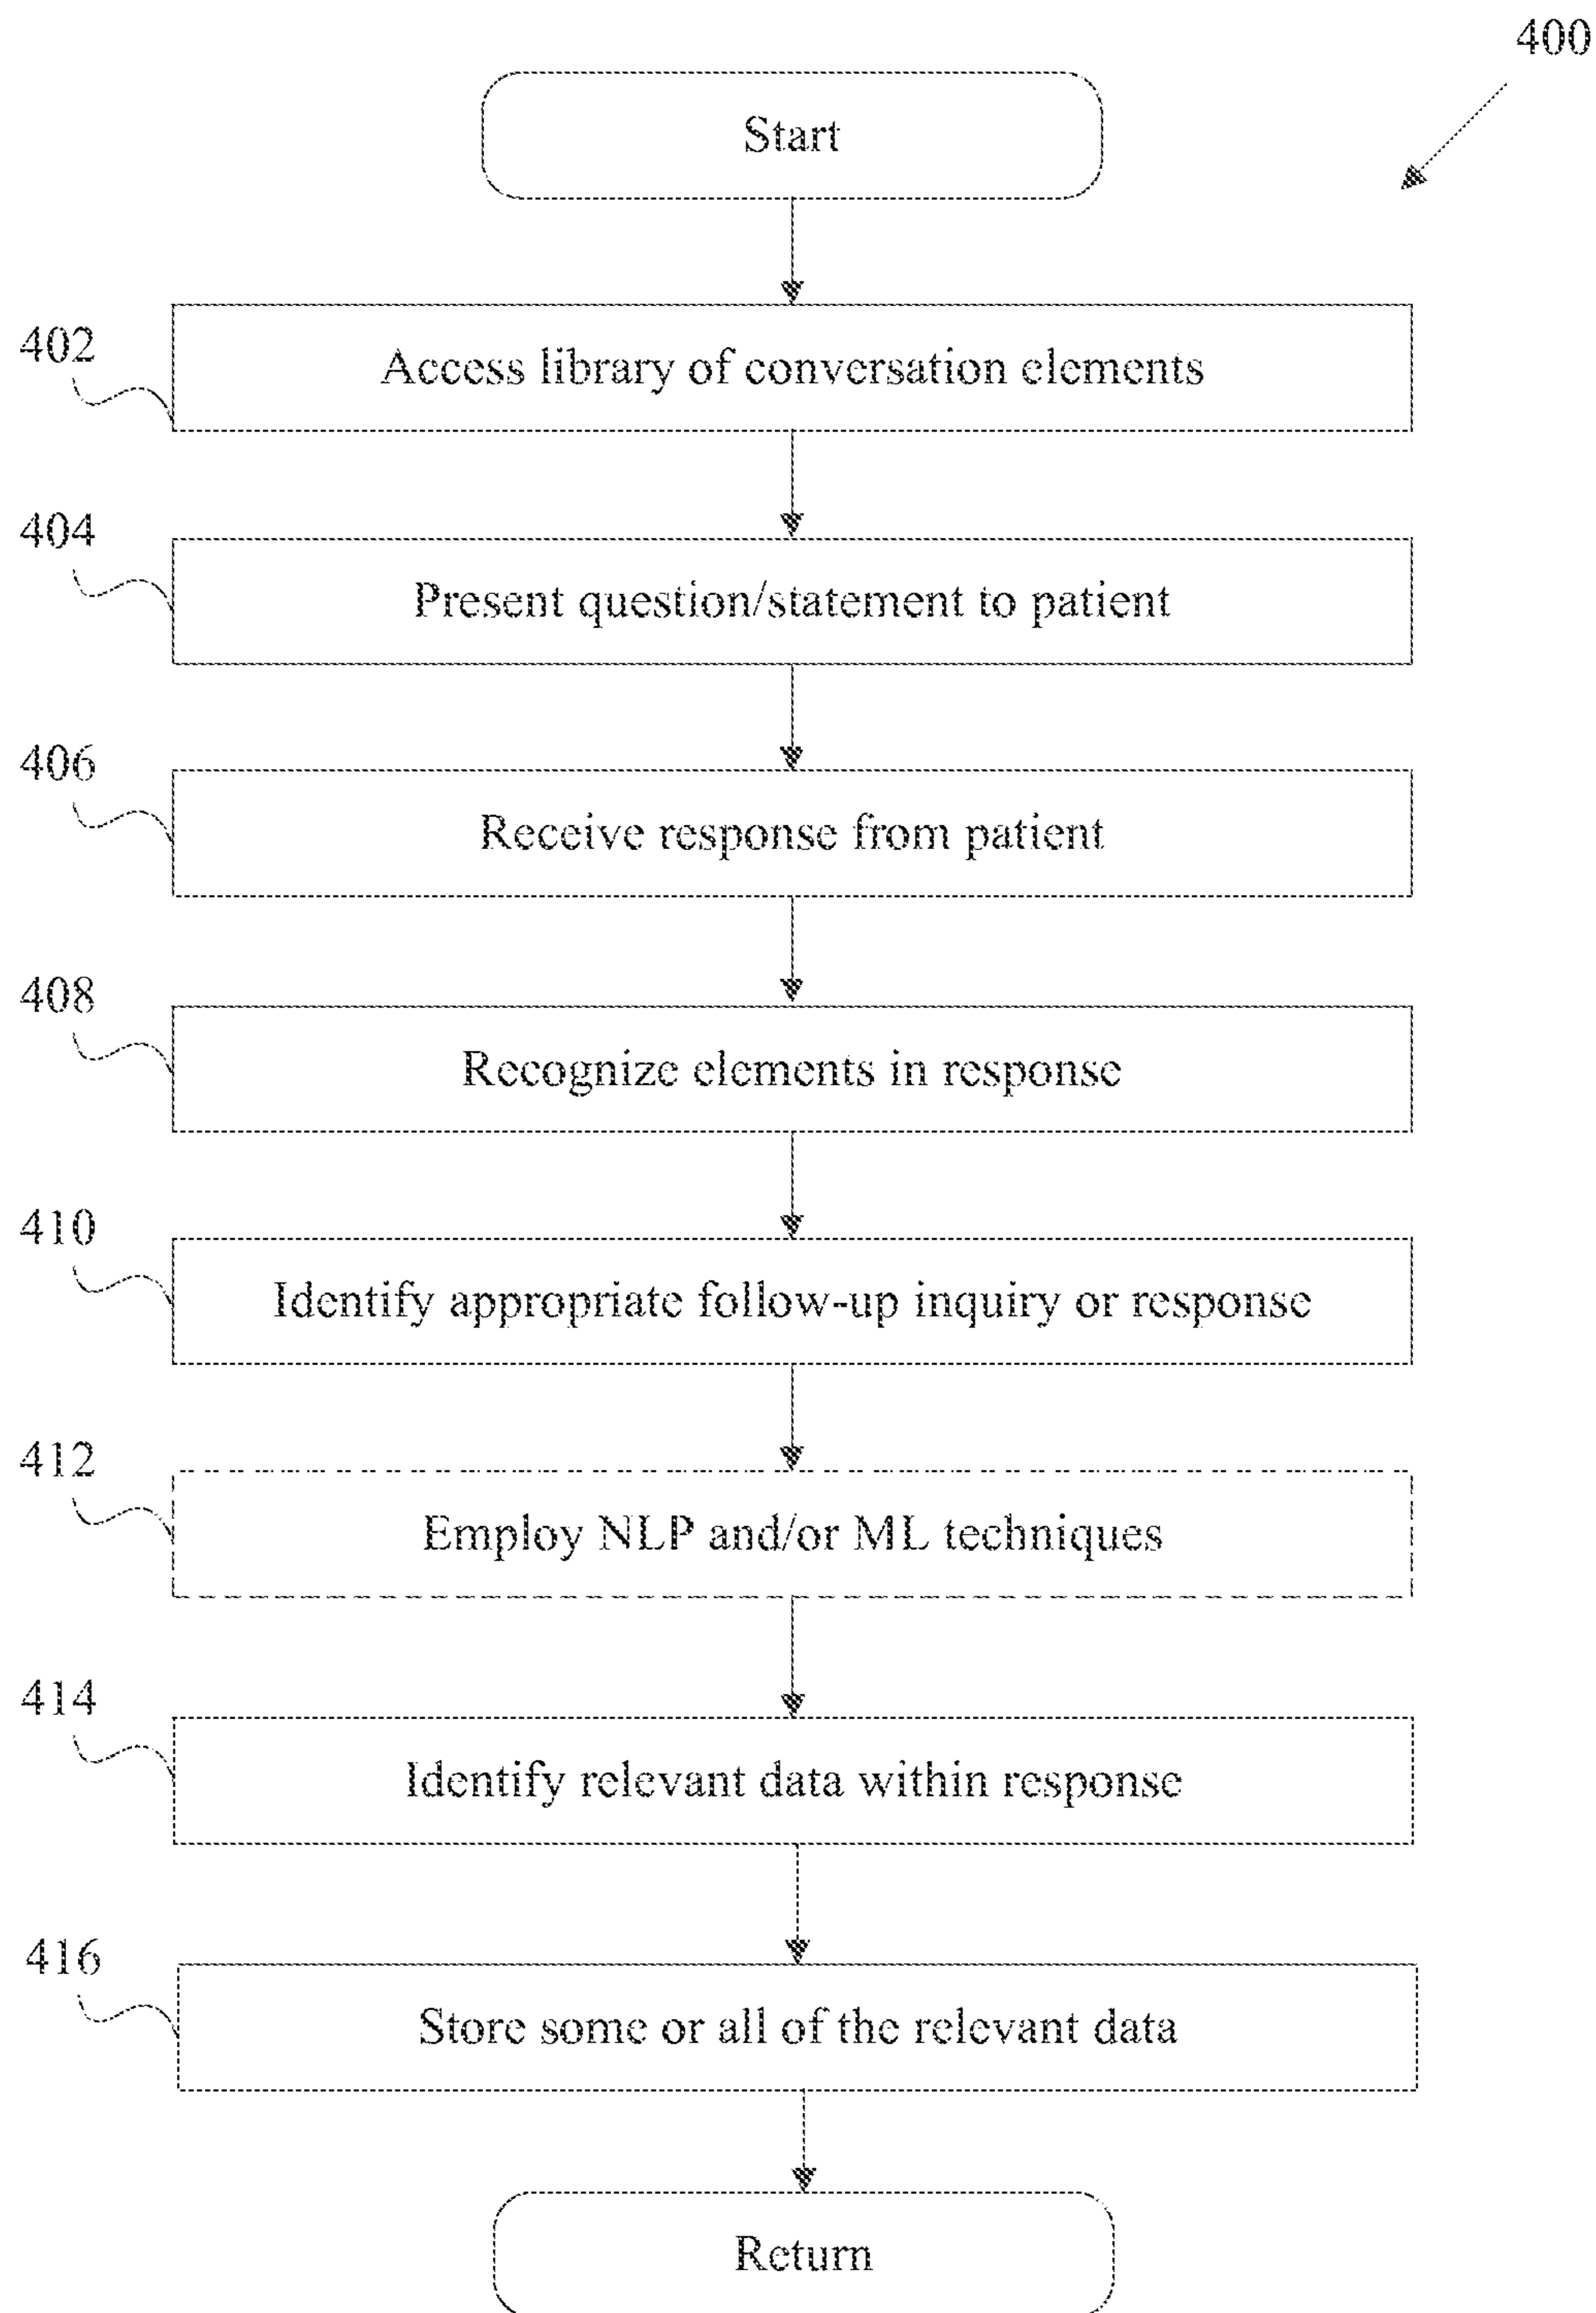 400
Start
402
Access library of conversation elements
404
Present question/statement to patient
406
Receive response from patient
408
Recognize elements in response
410
Identify appropriate follow-up inquiry or response
412
Employ NLP and/or ML techniques
414
Identify relevant data within response
416
Store some or all of the relevant data
Return